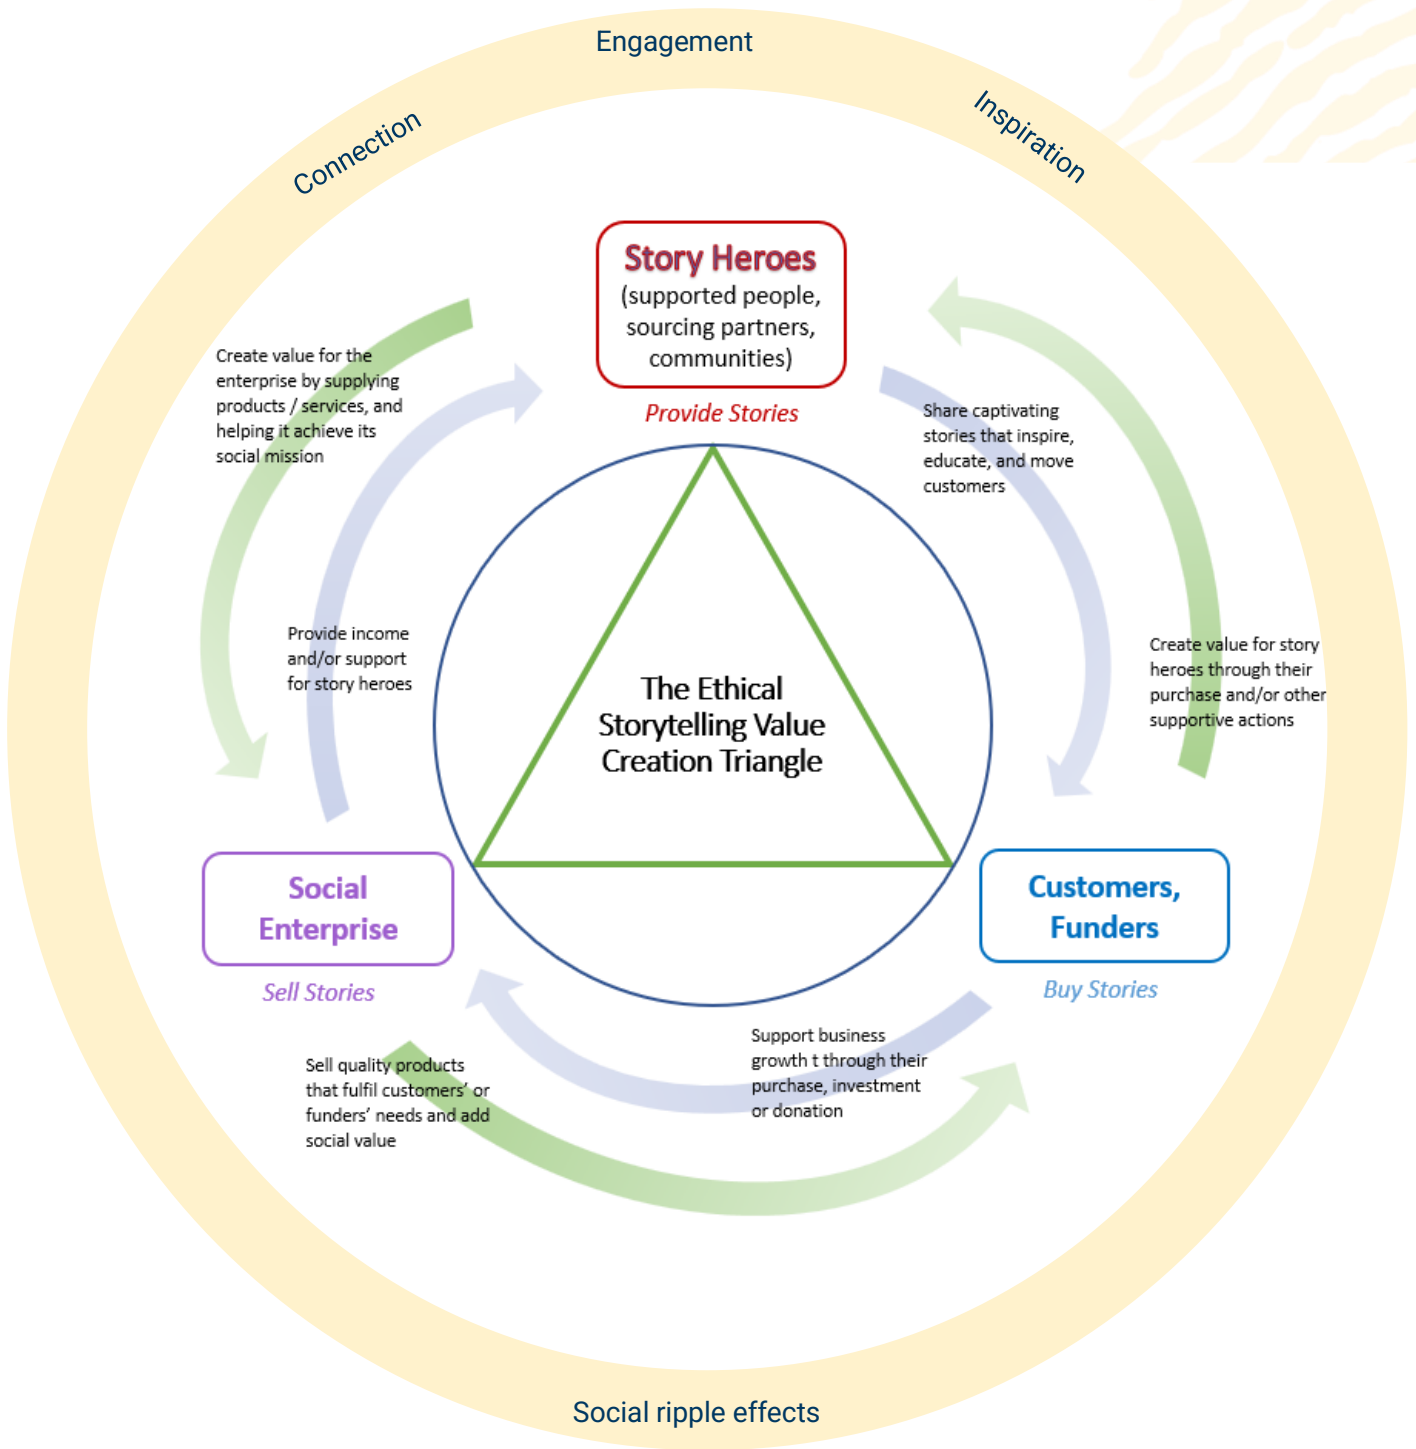 Engagement
Connection
Inspiration
Story Heroes
(supported people,
sourcing partners,
communities)
Provide Stories
Create value for the
enterprise by supplying
products / services, and
helping it achieve its
social mission
Share captivating
stories that inspire,
educate, and move
customers
Provide income
and/or support
for story heroes
The Ethical
Storytelling Value
Creation Triangle
Create value for story
heroes through their
purchase and/or other
supportive actions
Social
Enterprise
Sell Stories
Customers,
Funders
Buy Stories
Sell quality products
that fulfil customers’ or
funders’ needs and add
social value
Support business
growth t through their
purchase, investment
or donation
Social ripple effects